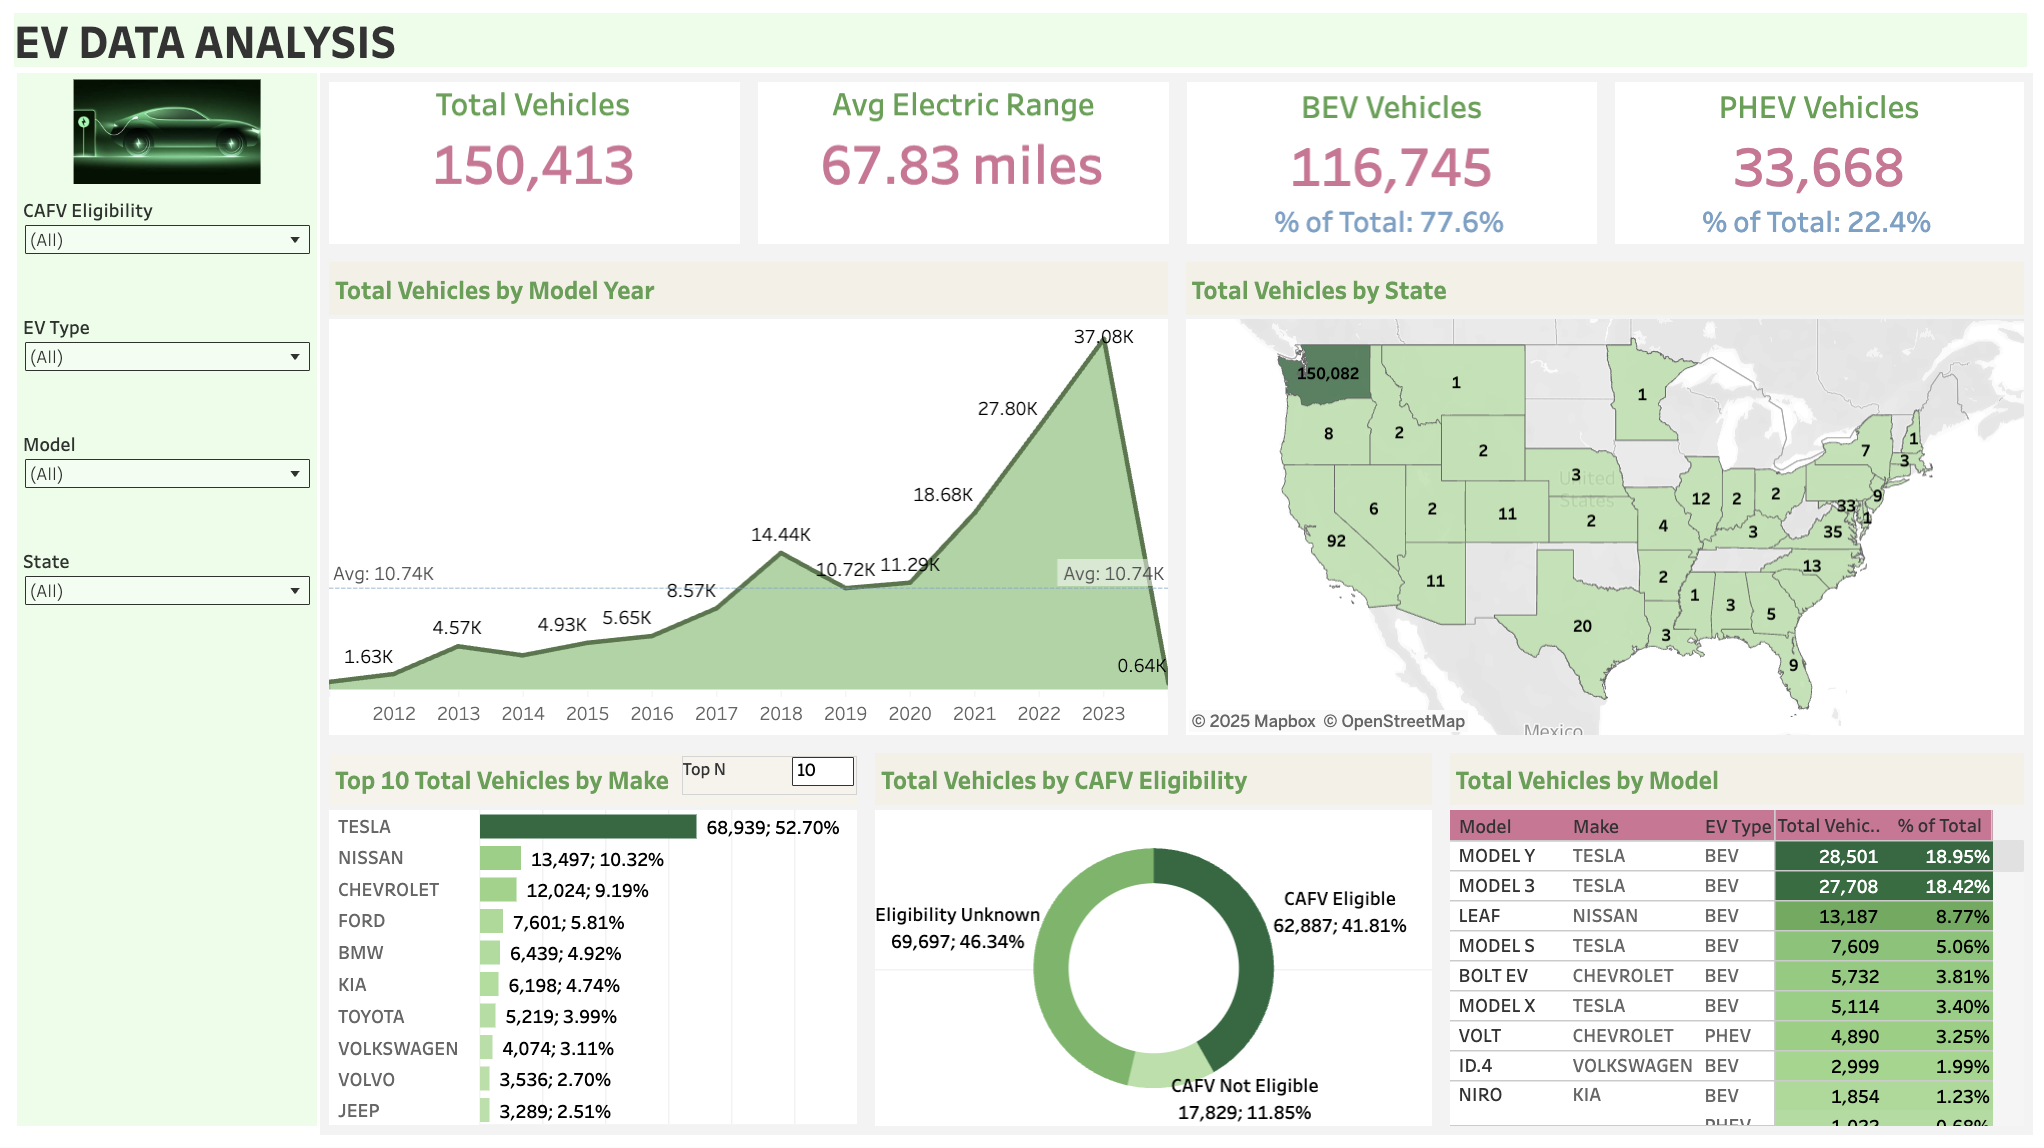 EV DATA ANALYSIS
CAFV Eligibility
(All)
EV Type
(All)
Model
(All)
State
(All)
Total Vehicles
150,413
Avg Electric Range
67.83 miles
BEV Vehicles
116,745
% of Total: 77.6%
PHEV Vehicles
33,668
% of Total: 22.4%
Total Vehicles by Model Year
37.08K
27.80K
18.68K
14.44K
10.72K 11.29K
Avg: 10.74K
Avg: 10.74K
8.57K
5.65K
4.93K
4.57K
1.63K
0.64K
2012 2013 2014 2015 2016 2017 2018 2019 2020 2021 2022 2023
Total Vehicles by State
150,082
1
1
8
2
2
7
1
3
3
United
States
6
2
11
2
4
12
2
2
33
9
1
3
35
92
11
2
13
1
3
5
20
3
9
© 2025 Mapbox © OpenStreetMap
Mexico
Top 10 Total Vehicles by Make
Top N
10
TESLA 68,939; 52.70%
NISSAN 13,497; 10.32%
CHEVROLET 12,024; 9.19%
FORD 7,601; 5.81%
BMW 6,439; 4.92%
KIA 6,198; 4.74%
TOYOTA 5,219; 3.99%
VOLKSWAGEN 4,074; 3.11%
VOLVO 3,536; 2.70%
JEEP 3,289; 2.51%
Total Vehicles by CAFV Eligibility
CAFV Eligible
62,887; 41.81%
Eligibility Unknown
69,697; 46.34%
CAFV Not Eligible
17,829; 11.85%
Total Vehicles by Model
Model Make EV Type Total Vehic.. % of Total
MODEL Y TESLA BEV 28,501 18.95%
MODEL 3 TESLA BEV 27,708 18.42%
LEAF NISSAN BEV 13,187 8.77%
MODEL S TESLA BEV 7,609 5.06%
BOLT EV CHEVROLET BEV 5,732 3.81%
MODEL X TESLA BEV 5,114 3.40%
VOLT CHEVROLET PHEV 4,890 3.25%
ID.4 VOLKSWAGEN BEV 2,999 1.99%
NIRO KIA BEV 1,854 1.23%
PHEV